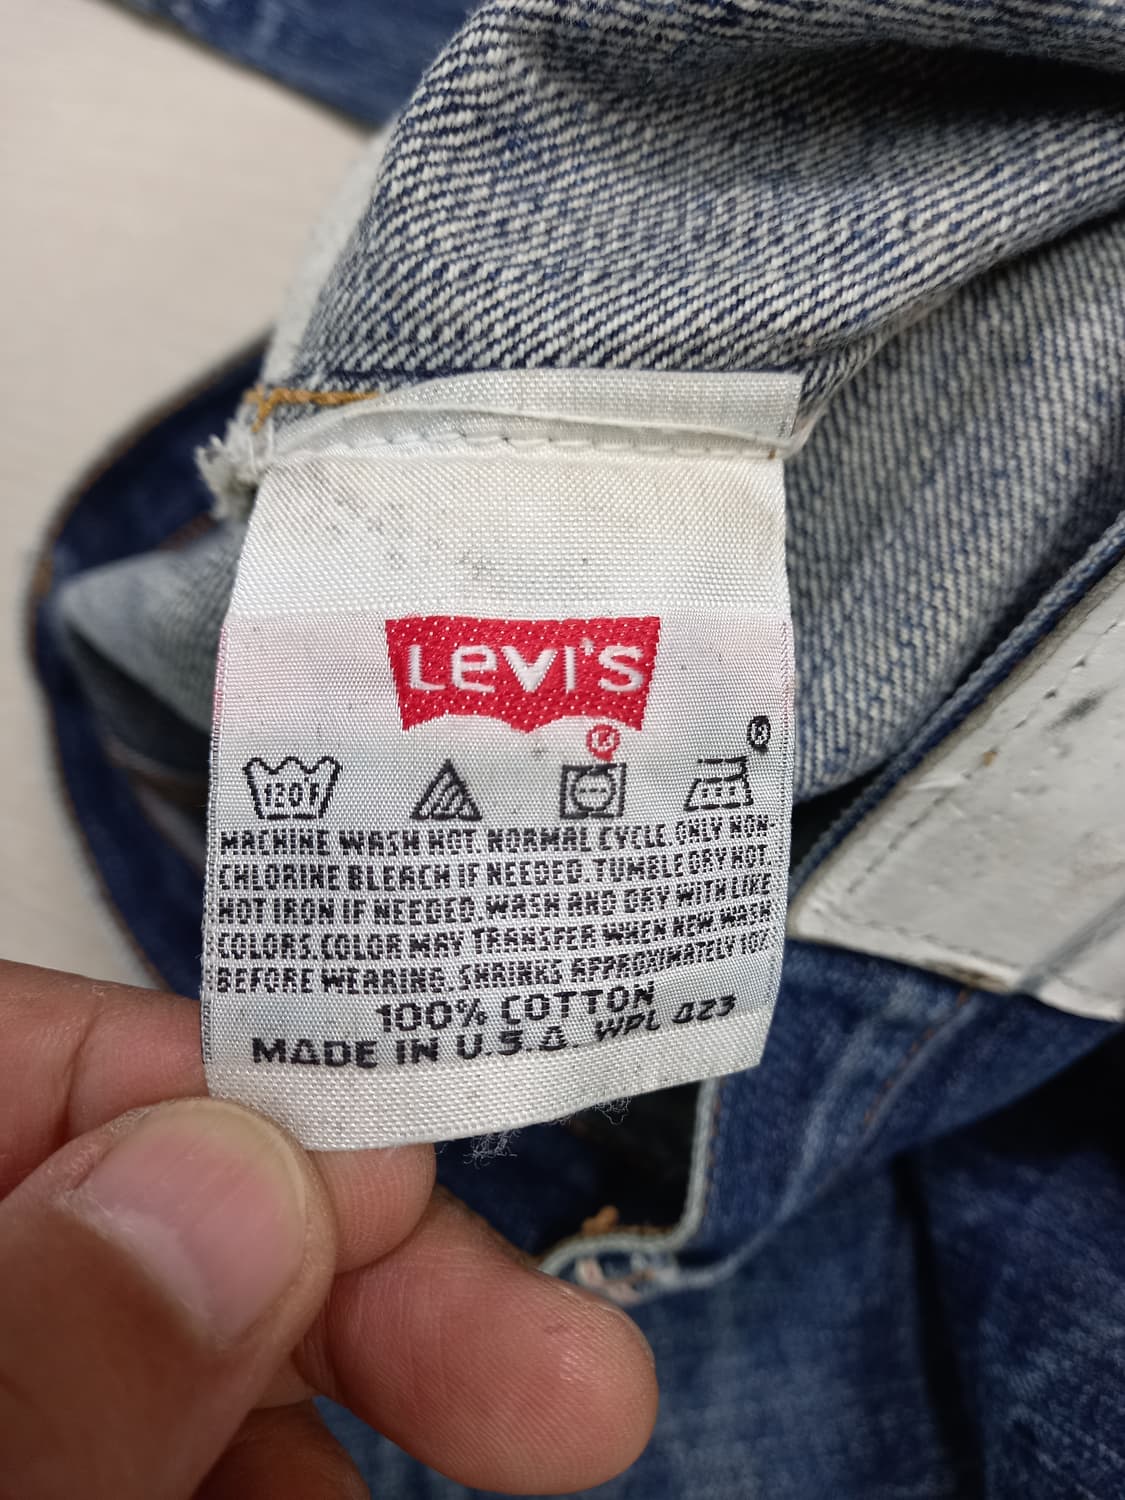 LEVI'S
®
®
120F
MACHINE WASH HOT. NORMAL CYCLE. ONLY NON-
CHLORINE BLEACH IF NEEDED. TUMBLE DRY HOT.
HOT IRON IF NEEDED. WASH AND DRY WITH LIKE
COLORS. COLOR MAY TRANSFER WHEN NEW. WASH
BEFORE WEARING. SHRINKS APPROXIMATELY 10%.
100% COTTON
MADE IN U.S.A. WPL 423